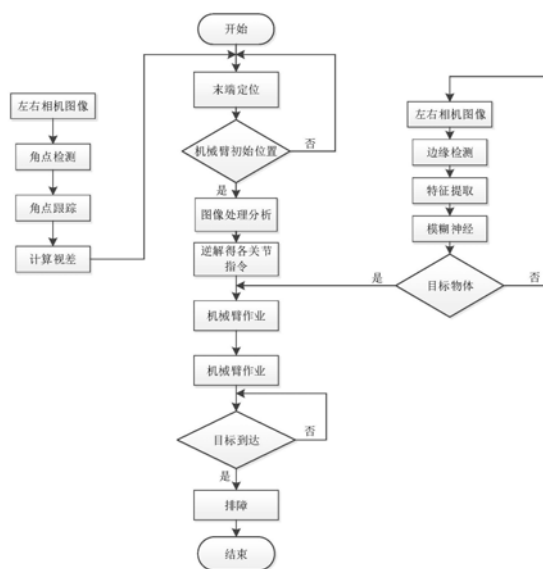 开始
末端定位
机械臂初始位置
否
是
图像处理分析
逆解得各关节
指令
机械臂作业
机械臂作业
目标到达
否
是
排障
结束
左右相机图像
角点检测
角点跟踪
计算视差
左右相机图像
边缘检测
特征提取
模糊神经
目标物体
是
否